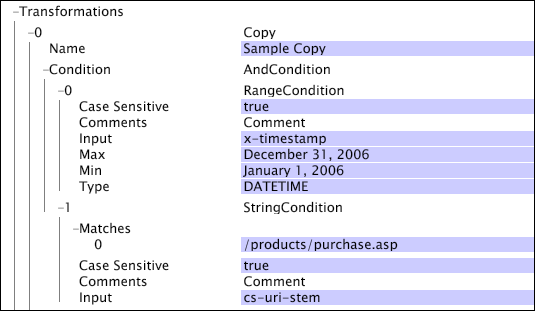 Transformations
0 Copy
Name Sample Copy
Condition AndCondition
0 RangeCondition
Case Sensitive true
Comments Comment
Input x-timestamp
Max December 31, 2006
Min January 1, 2006
Type DATETIME
1 StringCondition
Matches
0 /products/purchase.asp
Case Sensitive true
Comments Comment
Input cs-uri-stem